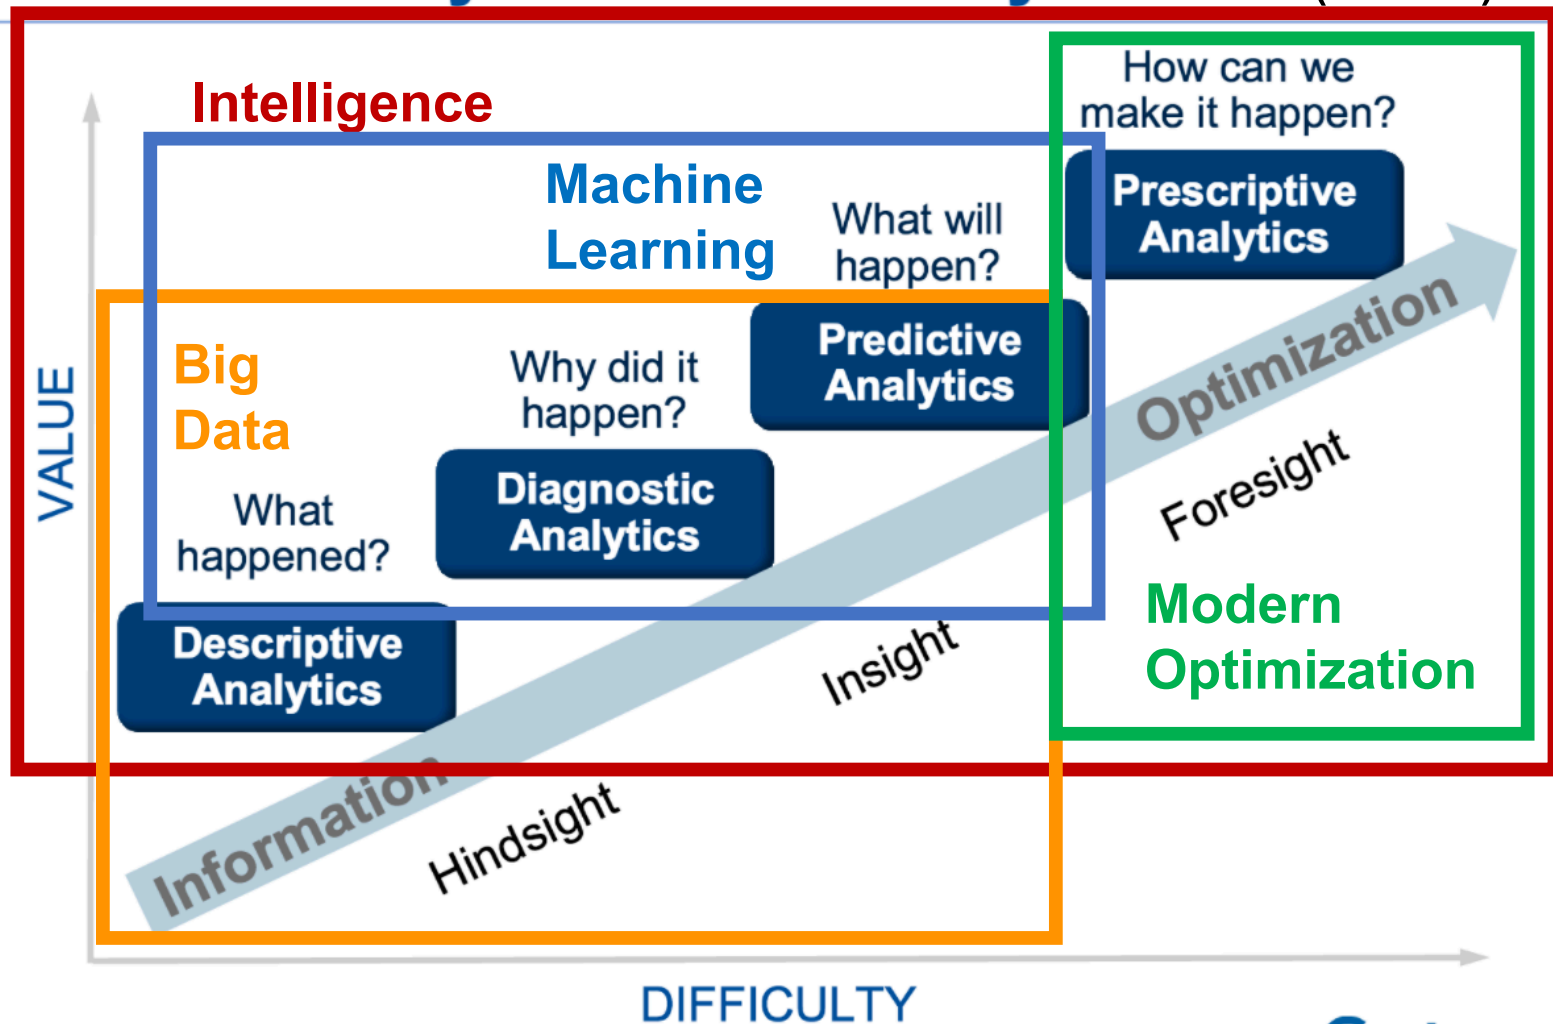 Intelligence
How can we
make it happen?
Machine
Learning
Prescriptive
Analytics
What will
happen?
Big
Data
Why did it
happen?
Predictive
Analytics
Optimization
VALUE
What
happened?
Diagnostic
Analytics
Foresight
Descriptive
Analytics
Insight
Modern
Optimization
Information
Hindsight
DIFFICULTY